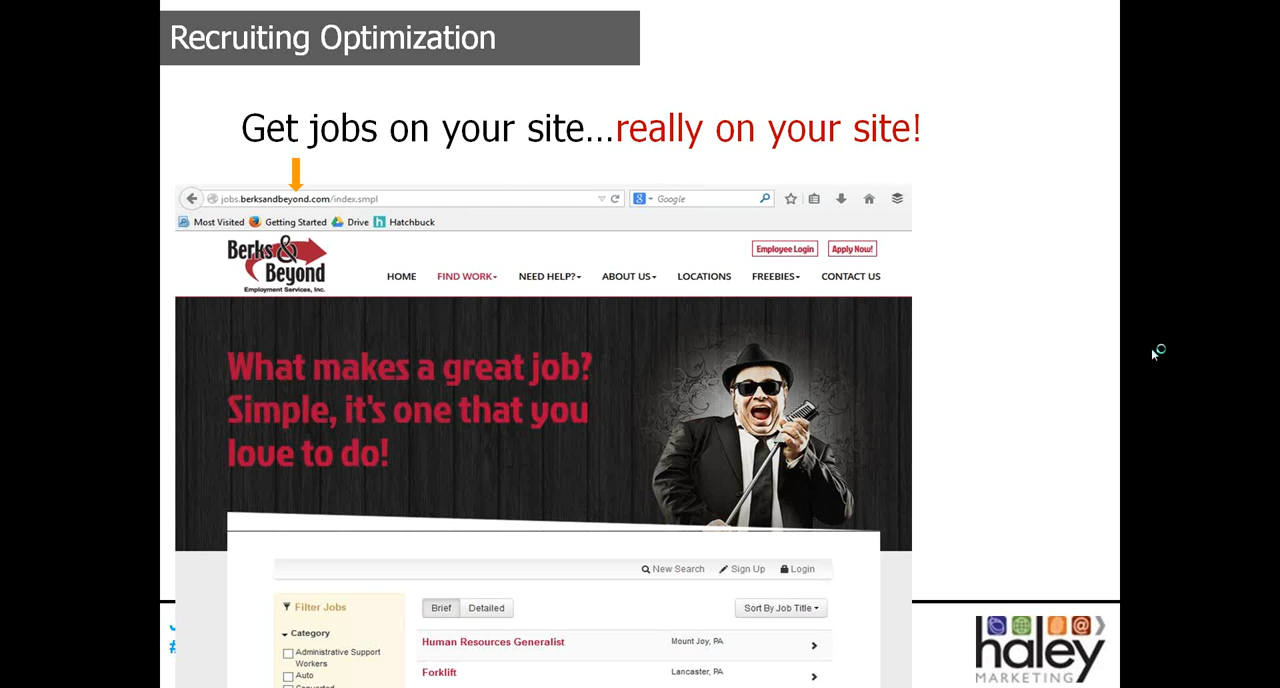 Recruiting Optimization
Get jobs on your site...really on your site!
jobs.berksandbeyond.com/index.smpl
Google
Most Visited Getting Started Drive Hatchbuck
Berks &
Beyond
Employment Services, Inc.
Employee Login Apply Now!
HOME FIND WORK NEED HELP? ABOUT US LOCATIONS FREEBIES CONTACT US
What makes a great job?
Simple, it's one that you
love to do!
New Search Sign Up Login
Filter Jobs
Brief Detailed
Sort By Job Title
Category
Human Resources Generalist Mount Joy, PA
Administrative Support
Workers
Forklift Lancaster, PA
Auto
#
haley
MARKETING